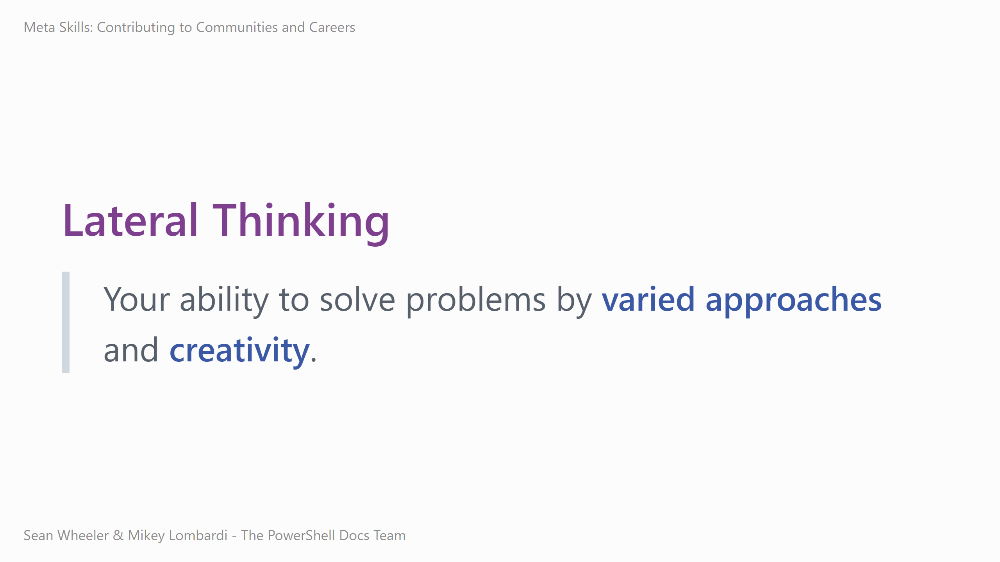 Meta Skills: Contributing to Communities and Careers
Lateral Thinking
Your ability to solve problems by varied approaches
and creativity.
Sean Wheeler & Mikey Lombardi - The PowerShell Docs Team